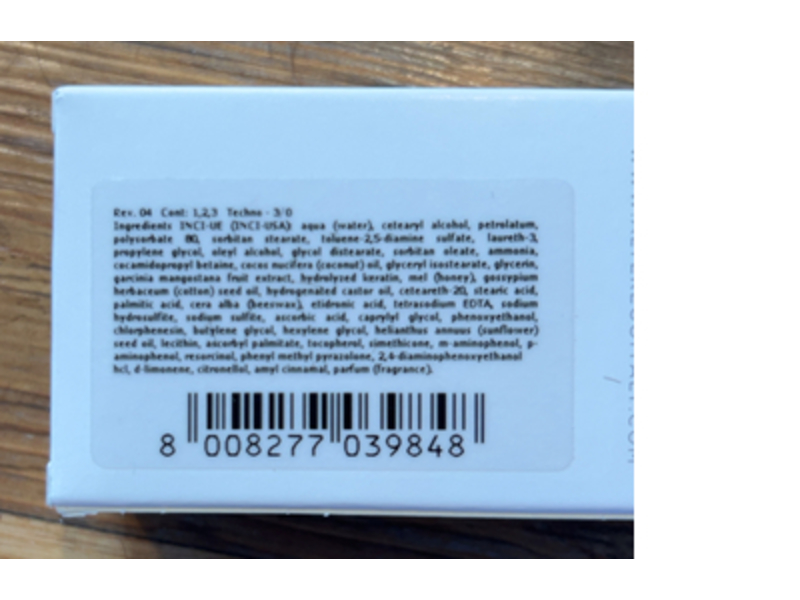 Rev. 04 Cont: 1,2,3 Techno - 3/0
Ingredients INCI-UE (INCI-USA): aqua (water), cetearyl alcohol, petrolatum,
polysorbate 80, sorbitan stearate, toluene-2,5-diamine sulfate, laureth-3,
propylene glycol, oleyl alcohol, glycol distearate, sorbitan oleate, ammonia,
cocamidopropyl betaine, cocos nucifera (coconut) oil, glyceryl isostearate, glycerin,
garcinia mangostana fruit extract, hydrolyzed keratin, mel (honey), gossypium
herbaceum (cotton) seed oil, hydrogenated castor oil, ceteareth-20, stearic acid,
palmitic acid, cera alba (beeswax), etidronic acid, tetrasodium EDTA, sodium
hydrosulfite, sodium sulfite, ascorbic acid, caprylyl glycol, phenoxyethanol,
chlorphenesin, butylene glycol, hexylene glycol, helianthus annuus (sunflower)
seed oil, lecithin, ascorbyl palmitate, tocopherol, simethicone, m-aminophenol, p-
aminophenol, resorcinol, phenyl methyl pyrazolone, 2,4-diaminophenoxyethanol
hcl, d-limonene, citronellol, amyl cinnamal, parfum (fragrance).
8 008277 039848